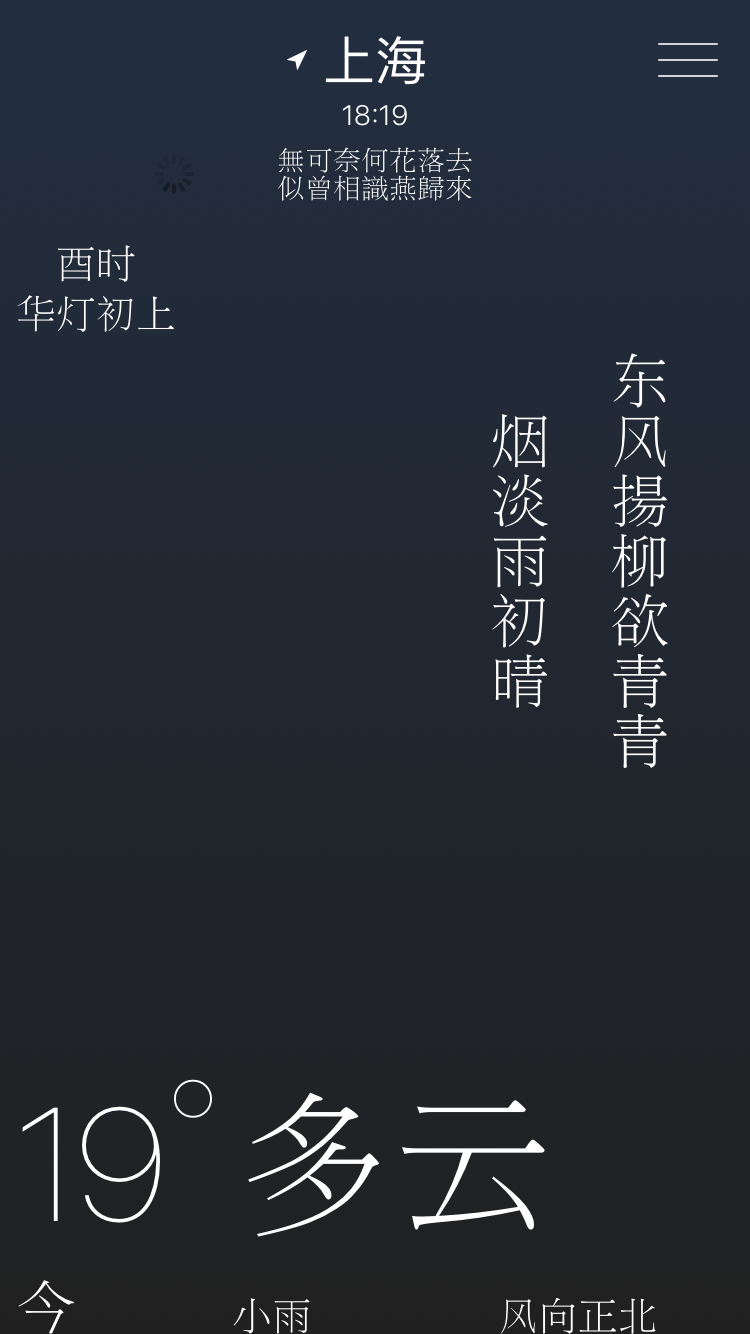 上海
18:19
無可奈何花落去
似曾相識燕歸來
酉时
华灯初上
东风揚柳欲青青
烟淡雨初晴
19° 多云
今 小雨 风向正北